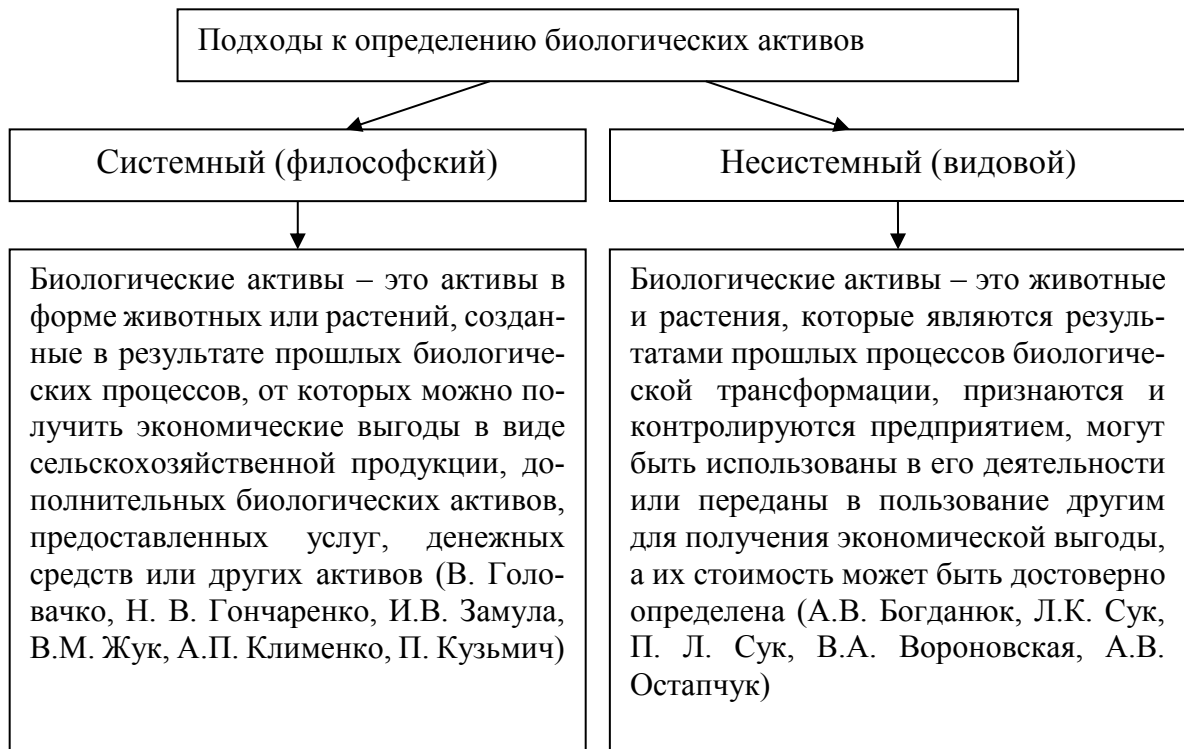 Подходы к определению биологических активов
Системный (философский)
Несистемный (видовой)
Биологические активы – это активы в
форме животных или растений, создан-
ные в результате прошлых биологиче-
ских процессов, от которых можно по-
лучить экономические выгоды в виде
сельскохозяйственной продукции, до-
полнительных биологических активов,
предоставленных услуг, денежных
средств или других активов (В. Голо-
вачко, Н. В. Гончаренко, И.В. Замула,
В.М. Жук, А.П. Клименко, П. Кузьмич)
Биологические активы – это животные
и растения, которые являются резуль-
татами прошлых процессов биологиче-
ской трансформации, признаются и
контролируются предприятием, могут
быть использованы в его деятельности
или переданы в пользование другим
для получения экономической выгоды,
а их стоимость может быть достоверно
определена (А.В. Богданюк, Л.К. Сук,
П. Л. Сук, В.А. Вороновская, А.В.
Остапчук)